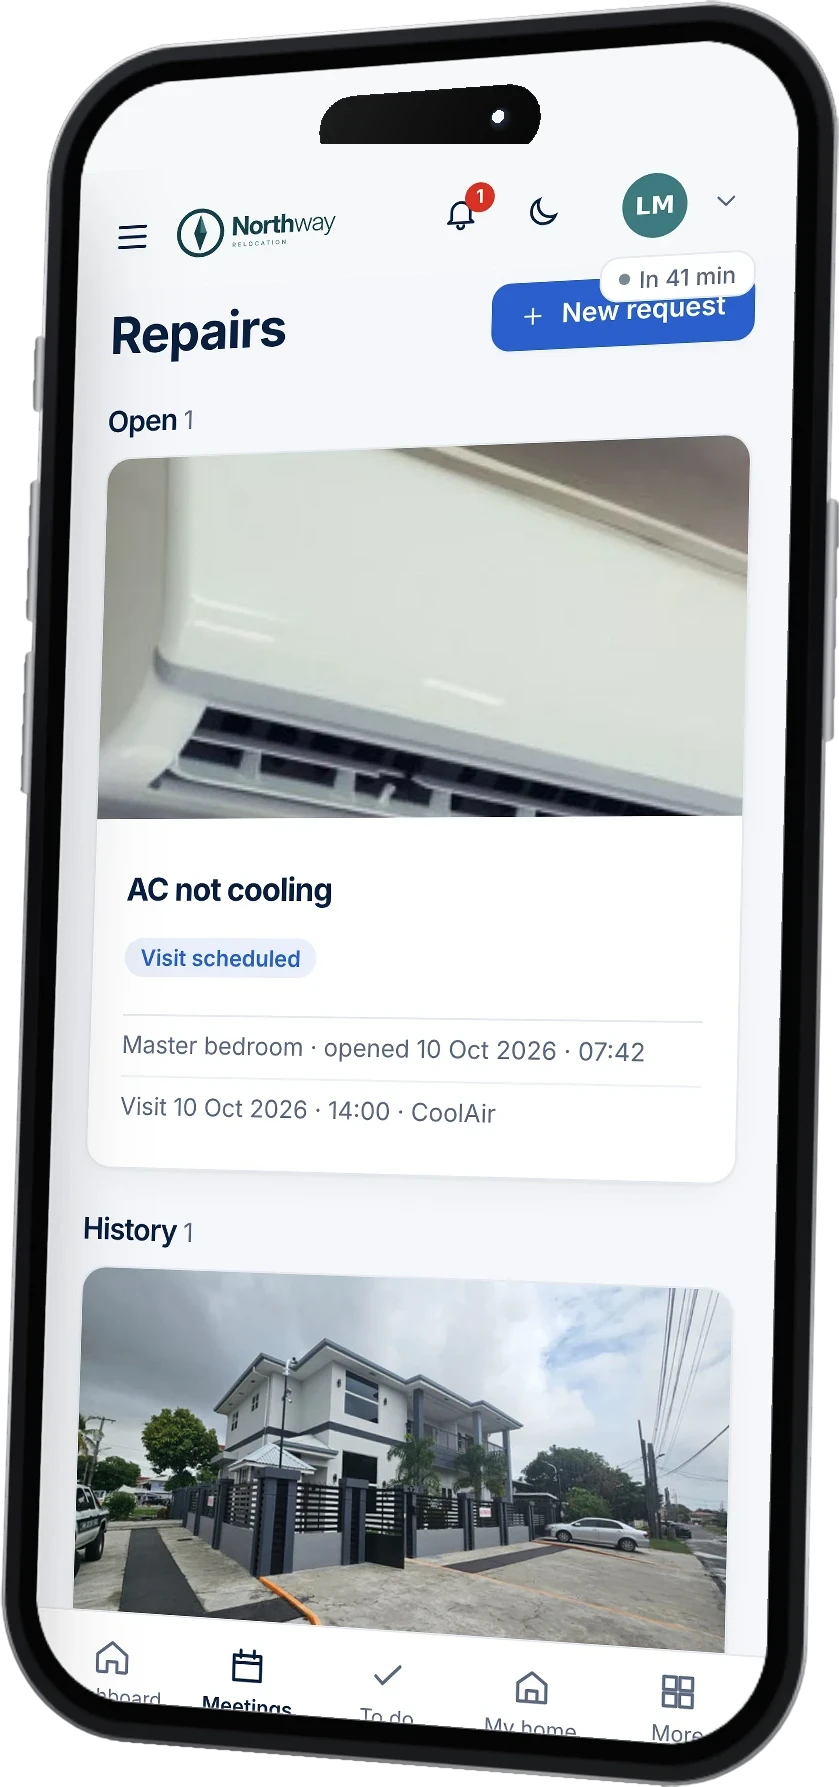 1
LM
Northway
RELOCATION
In 41 min
Repairs
+ New request
Open 1
AC not cooling
Visit scheduled
Master bedroom · opened 10 Oct 2026 · 07:42
Visit 10 Oct 2026 · 14:00 · CoolAir
History 1
hboard
Meetings
To do
My home
More